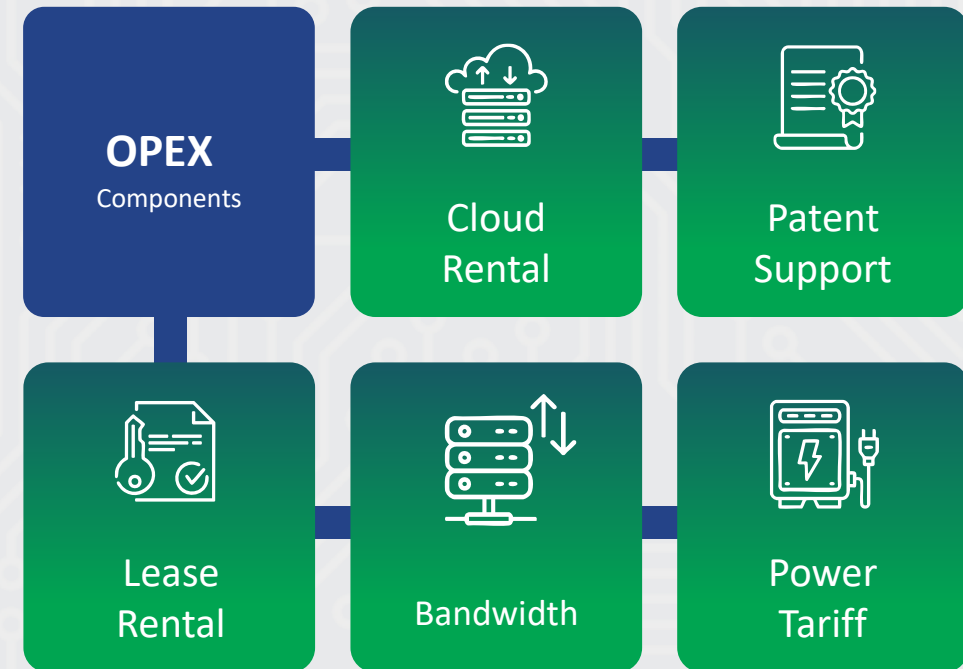 OPEX
Components
Cloud
Rental
Patent
Support
Lease
Rental
Bandwidth
Power
Tariff